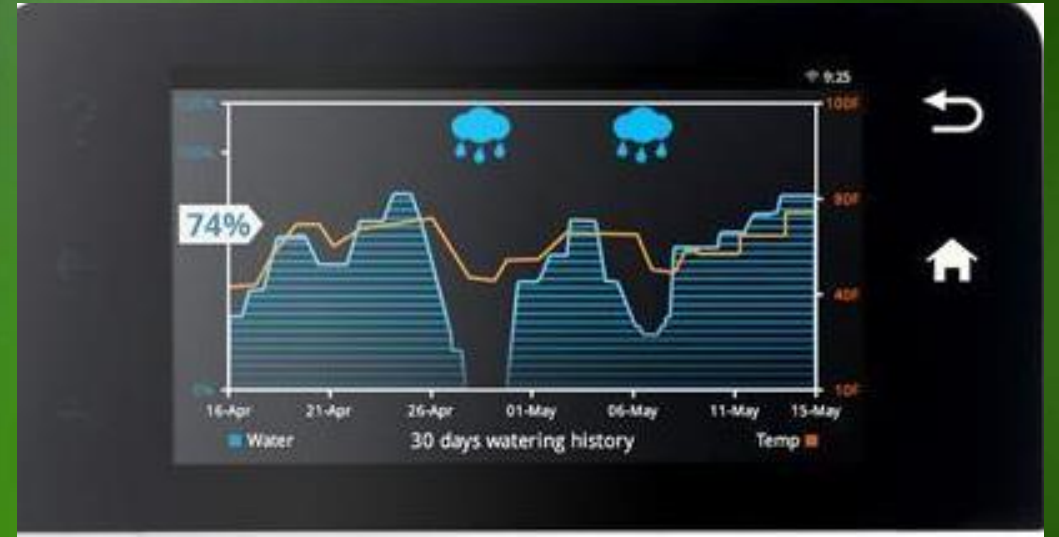 9:25
100F
74%
80F
40F
0%
10F
16-Apr 21-Apr 26-Apr 01-May 06-May 11-May 15-May
Water 30 days watering history Temp